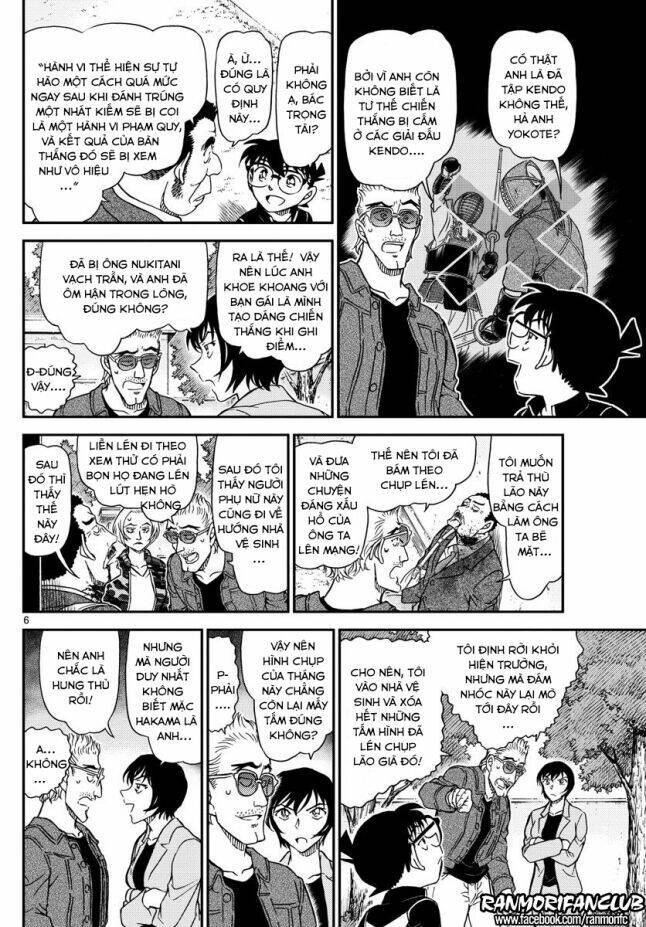 CÓ THẬT
ANH LÀ ĐÃ
TẬP KENDO
KHÔNG THẾ,
HẢ ANH
YOKOTE?
BỞI VÌ ANH CÒN
KHÔNG BIẾT LÀ
TƯ THẾ CHIẾN
THẮNG BỊ CẤM
Ở CÁC GIẢI ĐẤU
KENDO....
PHẢI
KHÔNG
Ạ, BÁC
TRỌNG
TÀI?
À, Ừ...
ĐÚNG LÀ
CÓ QUY
ĐỊNH
NÀY...
"HÀNH VI THỂ HIỆN SỰ TỰ
HÀO MỘT CÁCH QUÁ MỨC
NGAY SAU KHI ĐÁNH TRÚNG
MỘT NHÁT KIẾM SẼ BỊ COI
LÀ MỘT HÀNH VI PHẠM QUY,
VÀ KẾT QUẢ CỦA BÀN
THẮNG ĐÓ SẼ BỊ XEM
NHƯ VÔ HIỆU
..."
RA LÀ THẾ! VẬY
NÊN LÚC ANH
KHOE KHOANG VỚI
BẠN GÁI LÀ MÌNH
TẠO DÁNG CHIẾN
THẮNG KHI GHI
ĐIỂM...
ĐÃ BỊ ÔNG NUKITANI
VẠCH TRẦN, VÀ ANH ĐÃ
ÔM HẬN TRONG LÒNG,
ĐÚNG KHÔNG?
Đ-ĐÚNG
VẬY....
TÔI MUỐN
TRẢ THÙ
LÃO NÀY
BẰNG CÁCH
LÀM ÔNG
TA BẼ
MẶT...
THẾ NÊN TÔI ĐÃ
BÁM THEO
CHỤP LÉN...
VÀ ĐƯA
NHỮNG
CHUYỆN
ĐÁNG XẤU
HỔ CỦA
ÔNG TA
LÊN MẠNG!
SAU ĐÓ TÔI
THẤY NGƯỜI
PHỤ NỮ NÀY
CŨNG ĐI VỀ
HƯỚNG NHÀ
VỆ SINH
...
LIỀN LÉN ĐI THEO
XEM THỬ CÓ PHẢI
BỌN HỌ ĐANG LÉN
LÚT HẸN HÒ
KHÔNG
SAU
ĐÓ THÌ
THẤY
THẾ
NÀY
ĐÂY!
6
TÔI ĐỊNH RỜI KHỎI
HIỆN TRƯỜNG,
NHƯNG MÀ ĐÁM
NHÓC NÀY LẠI MÒ
TỚI ĐÂY RỒI
...
CHO NÊN, TÔI
VÀO NHÀ VỆ
SINH VÀ XÓA
HẾT NHỮNG
TẤM HÌNH ĐÃ
LÉN CHỤP
LÃO GIÀ ĐÓ!
VẬY NÊN
HÌNH CHỤP
CỦA THÁNG
NÀY CHẲNG
CÒN LẠI MẤY
TẤM ĐÚNG
KHÔNG?
P-
PHẢI
....
NHƯNG
MÀ NGƯỜI
DUY NHẤT
KHÔNG
BIẾT MẶC
HAKAMA LÀ
ANH...
NÊN ANH
CHẮC LÀ
HUNG THỦ
RỒI!
A...
KHÔNG
...
RANMORIFANCLUB
www.facebook.com/ranmorifc